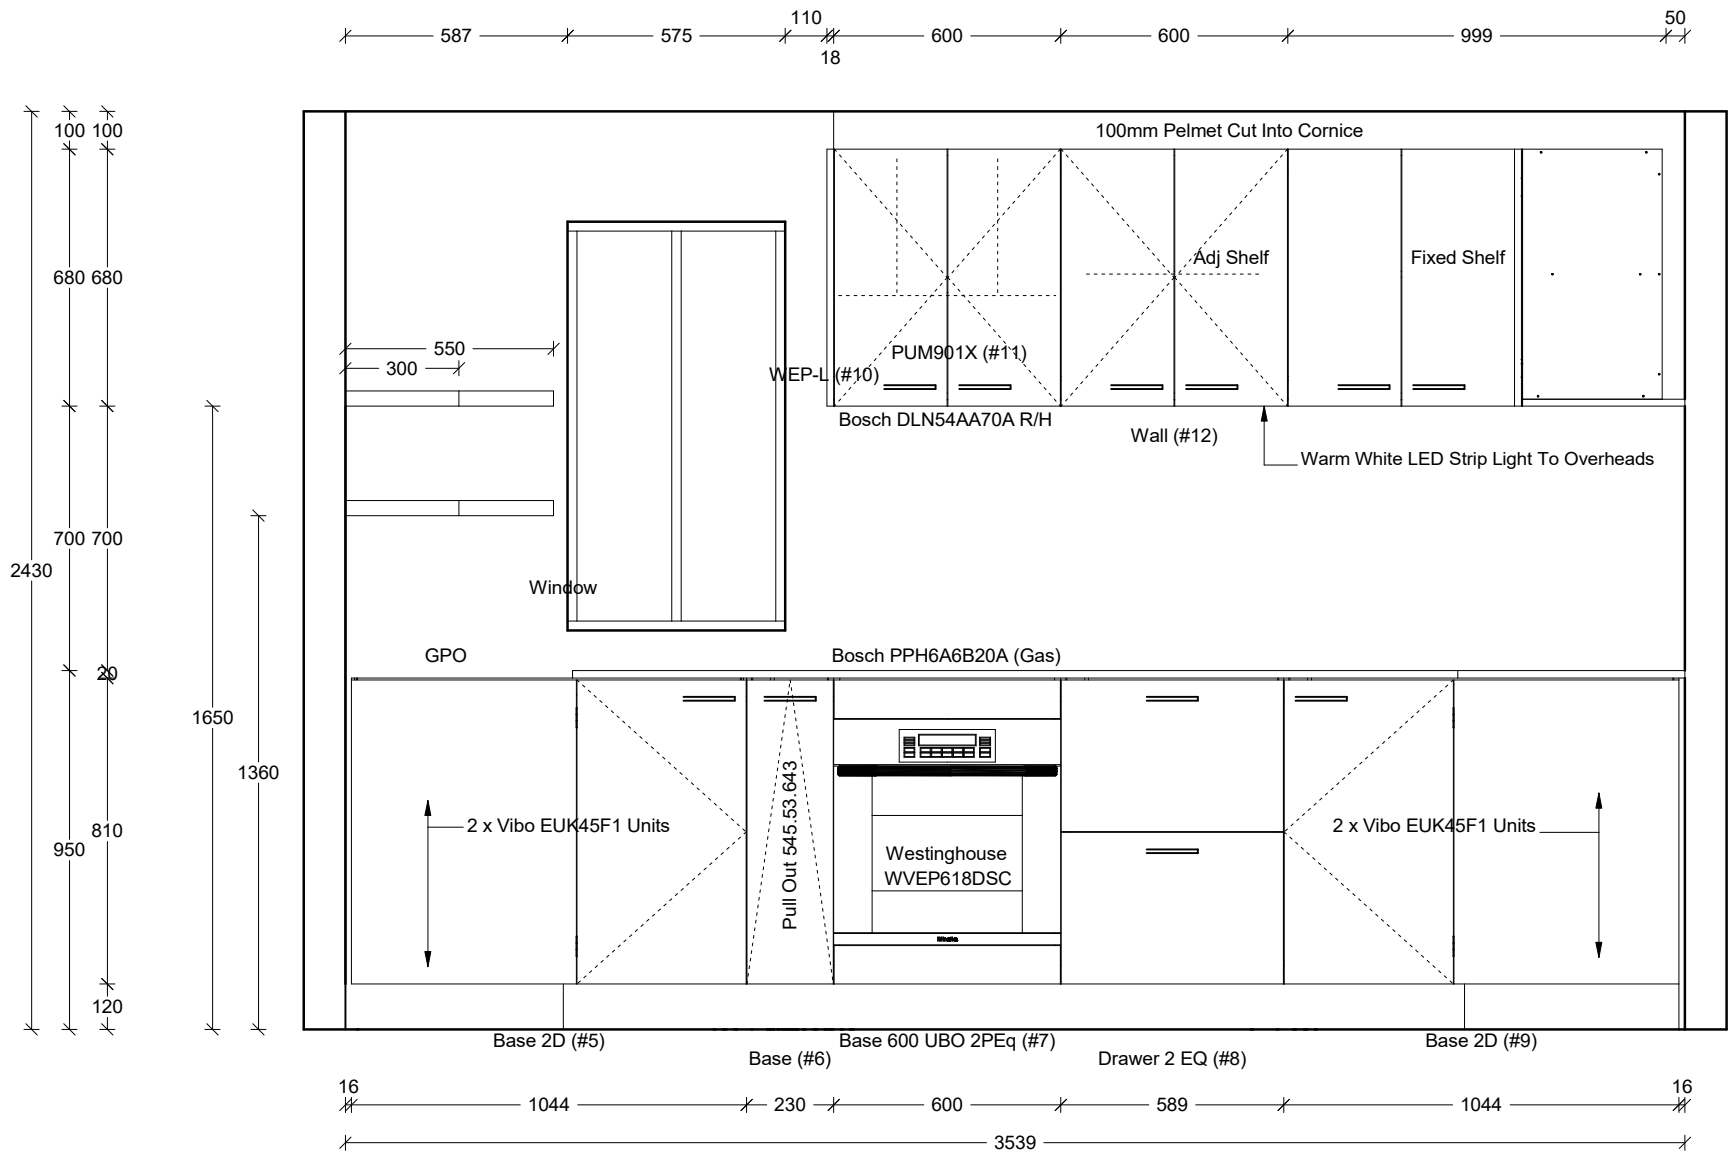 110
50
587
575
600
600
999
18
100 100
100mm Pelmet Cut Into Cornice
680 680
Adj Shelf
Fixed Shelf
550
300
PUM901X (#11)
WEP-L (#10)
Bosch DLN54AA70A R/H
Wall (#12)
Warm White LED Strip Light To Overheads
700 700
2430
Window
GPO
Bosch PPH6A6B20A (Gas)
20
1650
1360
Pull Out 545.53.643
810
950
2 x Vibo EUK45F1 Units
2 x Vibo EUK45F1 Units
Westinghouse
WVEP618DSC
120
Base 2D (#5)
Base (#6)
Base 600 UBO 2PEq (#7)
Drawer 2 EQ (#8)
Base 2D (#9)
16
16
1044
230
600
589
1044
3539